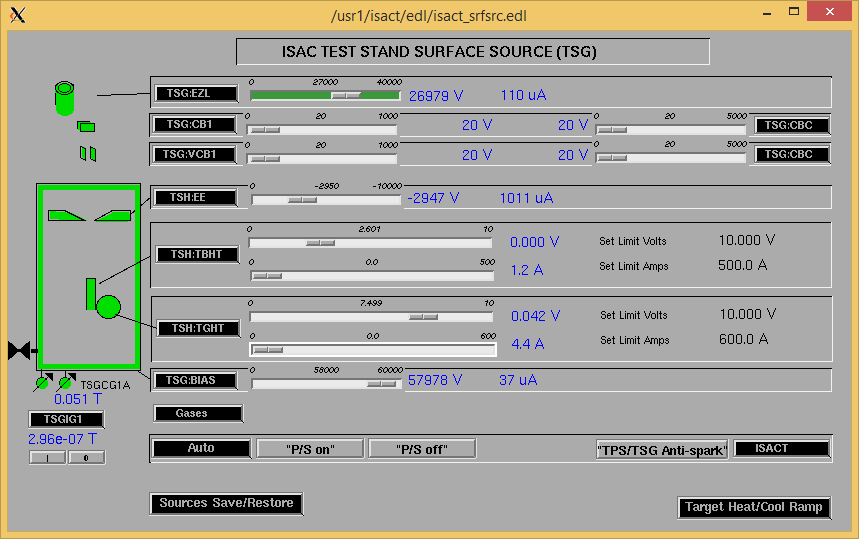 /usr1/isact/edl/isact_srfsrc.edl
ISAC TEST STAND SURFACE SOURCE (TSG)
0 27000 40000
TSG:EZL 26979 V 110 uA
0 20 1000 0 20 5000
TSG:CB1 20 V 20 V TSG:CBC
0 20 1000 0 20 5000
TSG:VCB1 20 V 20 V TSG:CBC
0 -2950 -10000
TSH:EE -2947 V 1011 uA
0 2.601 10
0.000 V Set Limit Volts 10.000 V
TSH:TBHT
0 0.0 500
1.2 A Set Limit Amps 500.0 A
0 7.499 10
0.042 V Set Limit Volts 10.000 V
TSH:TGHT
0 0.0 600
4.4 A Set Limit Amps 600.0 A
0 58000 60000
TSG:BIAS 57978 V 37 uA
TSGCG1A
0.051 T
TSGIG1
Gases
2.96e-07 T
I 0
Auto "P/S on" "P/S off" "TPS/TSG Anti-spark" ISACT
Sources Save/Restore Target Heat/Cool Ramp